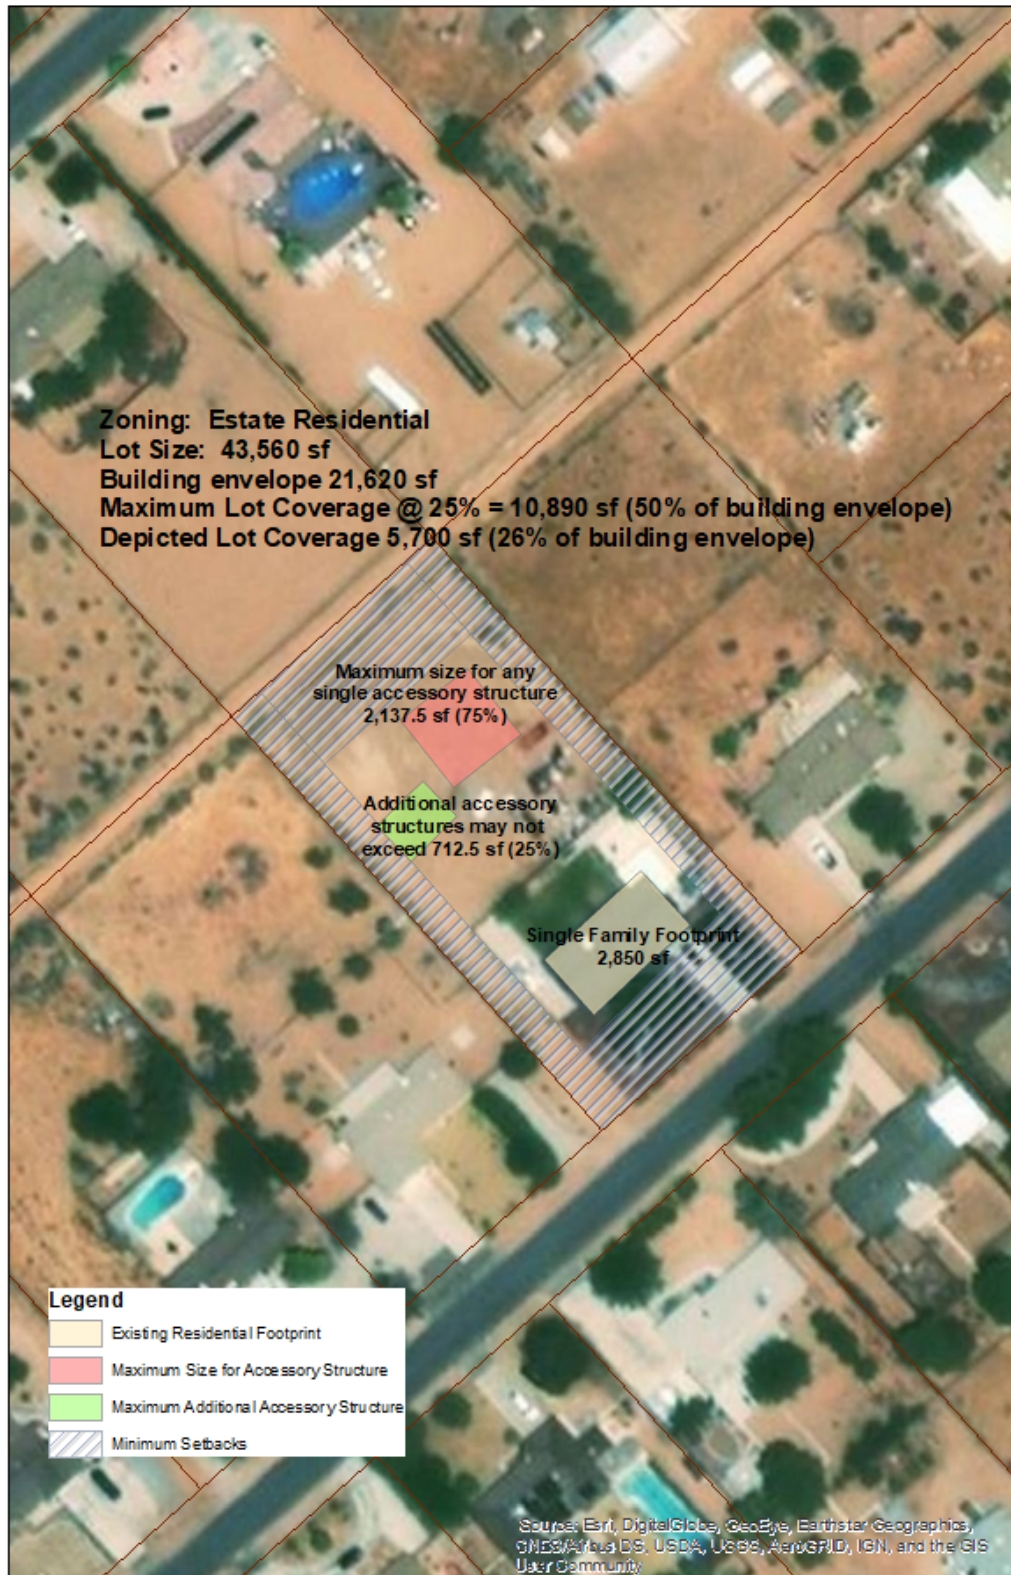 Zoning: Estate Residential
Lot Size: 43,560 sf
Building envelope 21,620 sf
Maximum Lot Coverage @ 25% = 10,890 sf (50% of building envelope)
Depicted Lot Coverage 5,700 sf (26% of building envelope)
Maximum size for any
single accessory structure
2,137.5 sf (75%)
Additional accessory
structures may not
exceed 712.5 sf (25%)
Single Family Footprint
2,850 sf
Legend
Existing Residential Footprint
Maximum Size for Accessory Structure
Maximum Additional Accessory Structure
Minimum Setbacks
Source: Esri, DigitalGlobe, GeoEye, Earthstar Geographics,
CNES/Airbus DS, USDA, USGS, AeroGRID, IGN, and the GIS
User Community